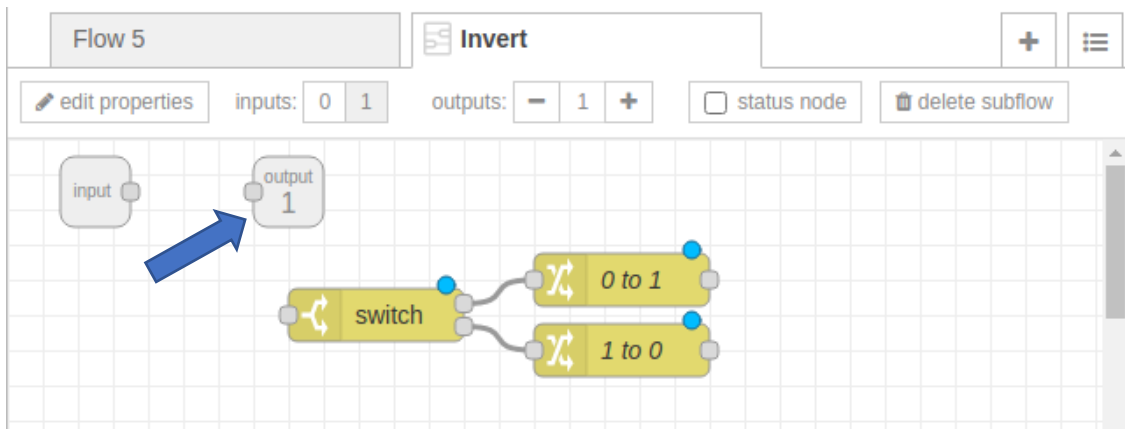 Flow 5
Invert
edit properties inputs: 0 1 outputs: 1 status node delete subflow
input
output
1
0 to 1
switch
1 to 0